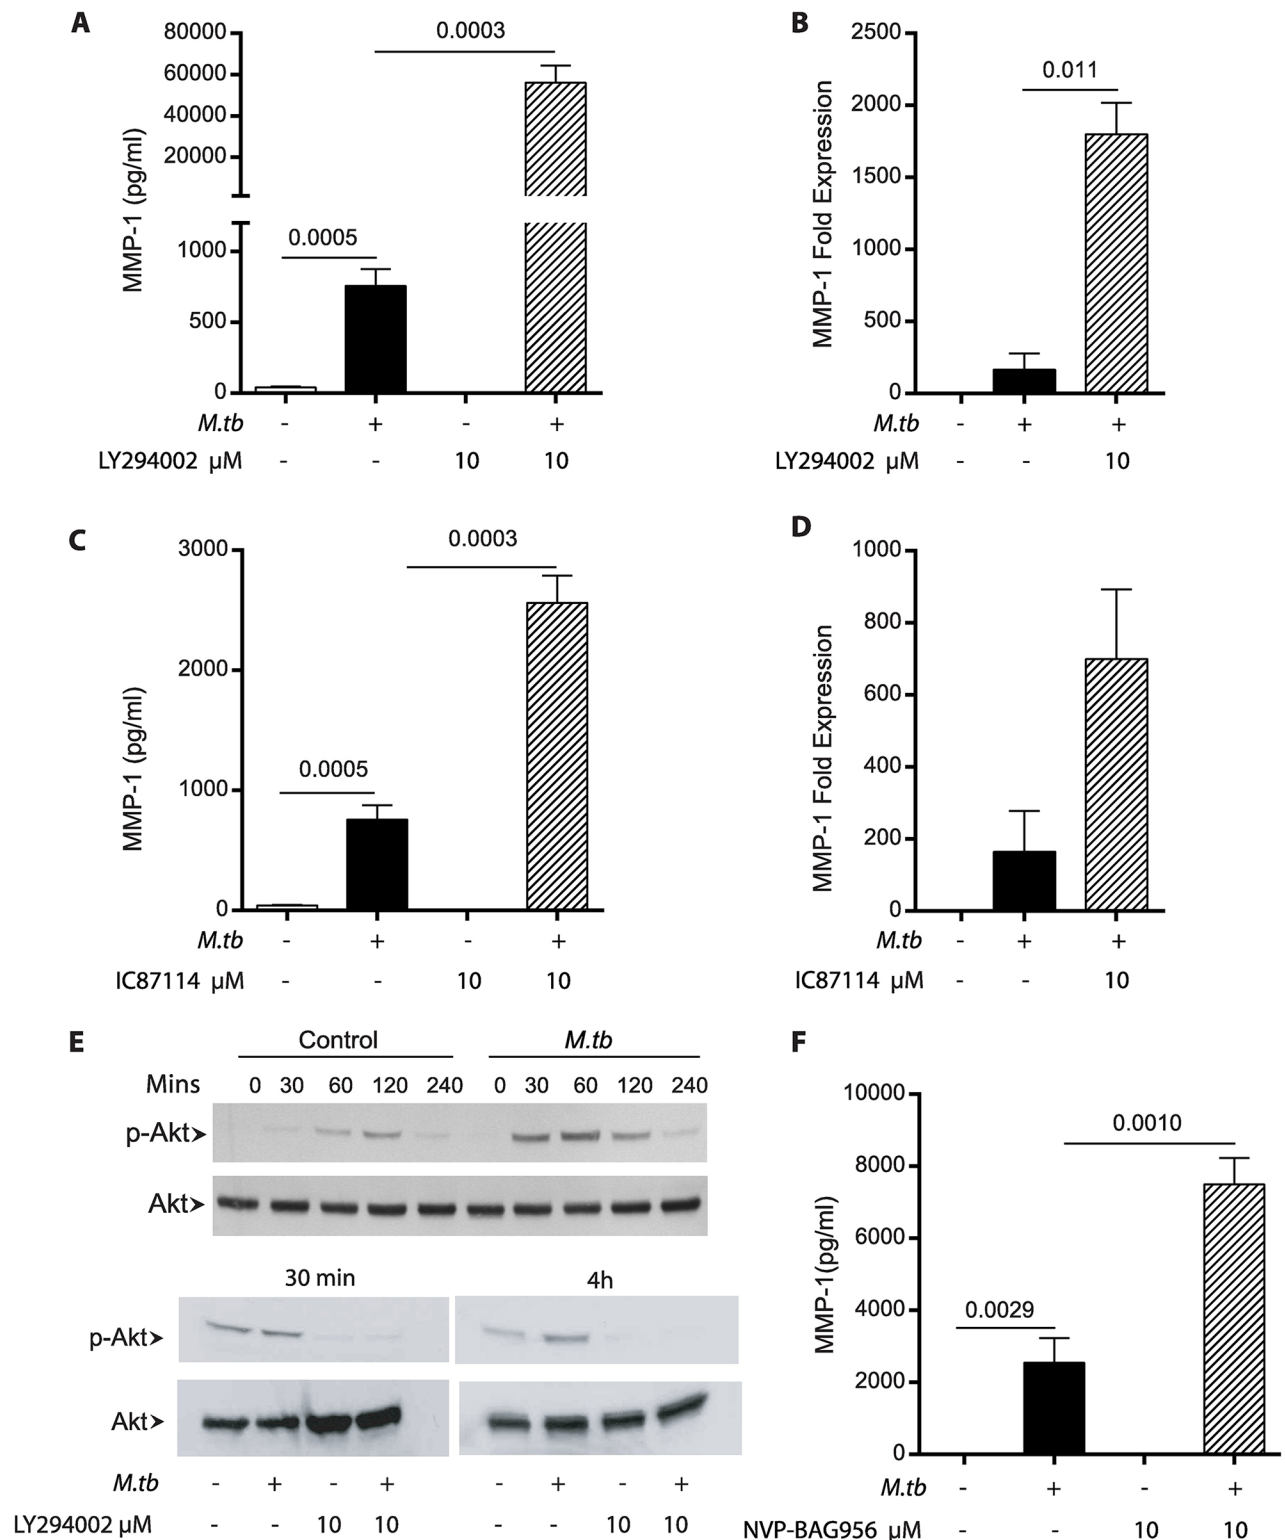 A
80000
60000
40000
20000
1000
500
0
MMP-1 (pg/ml)
0.0003
0.0005
M.tb - + - +
LY294002 µM - - 10 10
B
2500
2000
1500
1000
500
0
MMP-1 Fold Expression
0.011
M.tb - + +
LY294002 µM - - 10
C
3000
2000
1000
0
MMP-1 (pg/ml)
0.0003
0.0005
M.tb - + - +
IC87114 µM - - 10 10
D
1000
800
600
400
200
0
MMP-1 Fold Expression
M.tb - + +
IC87114 µM - - 10
E
Control M.tb
Mins 0 30 60 120 240 0 30 60 120 240
p-Akt
Akt
30 min 4h
p-Akt
Akt
M.tb - + - + - + - +
LY294002 µM - - 10 10 - - 10 10
F
10000
8000
6000
4000
2000
0
MMP-1(pg/ml)
0.0010
0.0029
M.tb - + - +
NVP-BAG956 µM - - 10 10